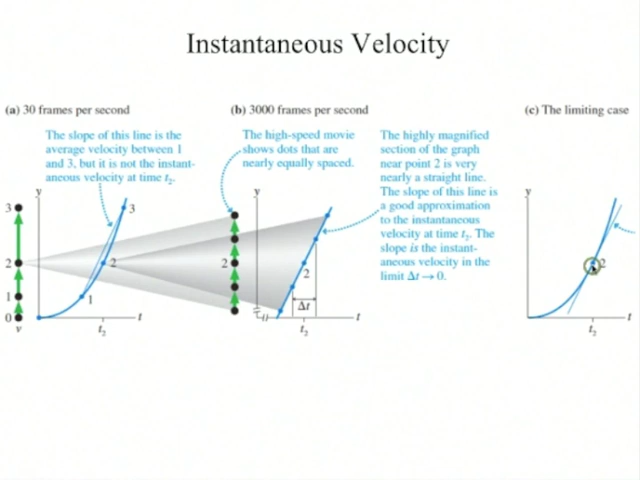 Instantaneous Velocity
(a) 30 frames per second
The slope of this line is the
average velocity between 1
and 3, but it is not the instant-
aneous velocity at time t₂.
y
3
3
2
2
1
1
0
v
t₂
t
(b) 3000 frames per second
The high-speed movie
shows dots that are
nearly equally spaced.
y
2
2
Δt
t₂
t
The highly magnified
section of the graph
near point 2 is very
nearly a straight line.
The slope of this line is
a good approximation
to the instantaneous
velocity at time t₂. The
slope is the instant-
aneous velocity in the
limit Δt → 0.
(c) The limiting case
y
2
t₂
t